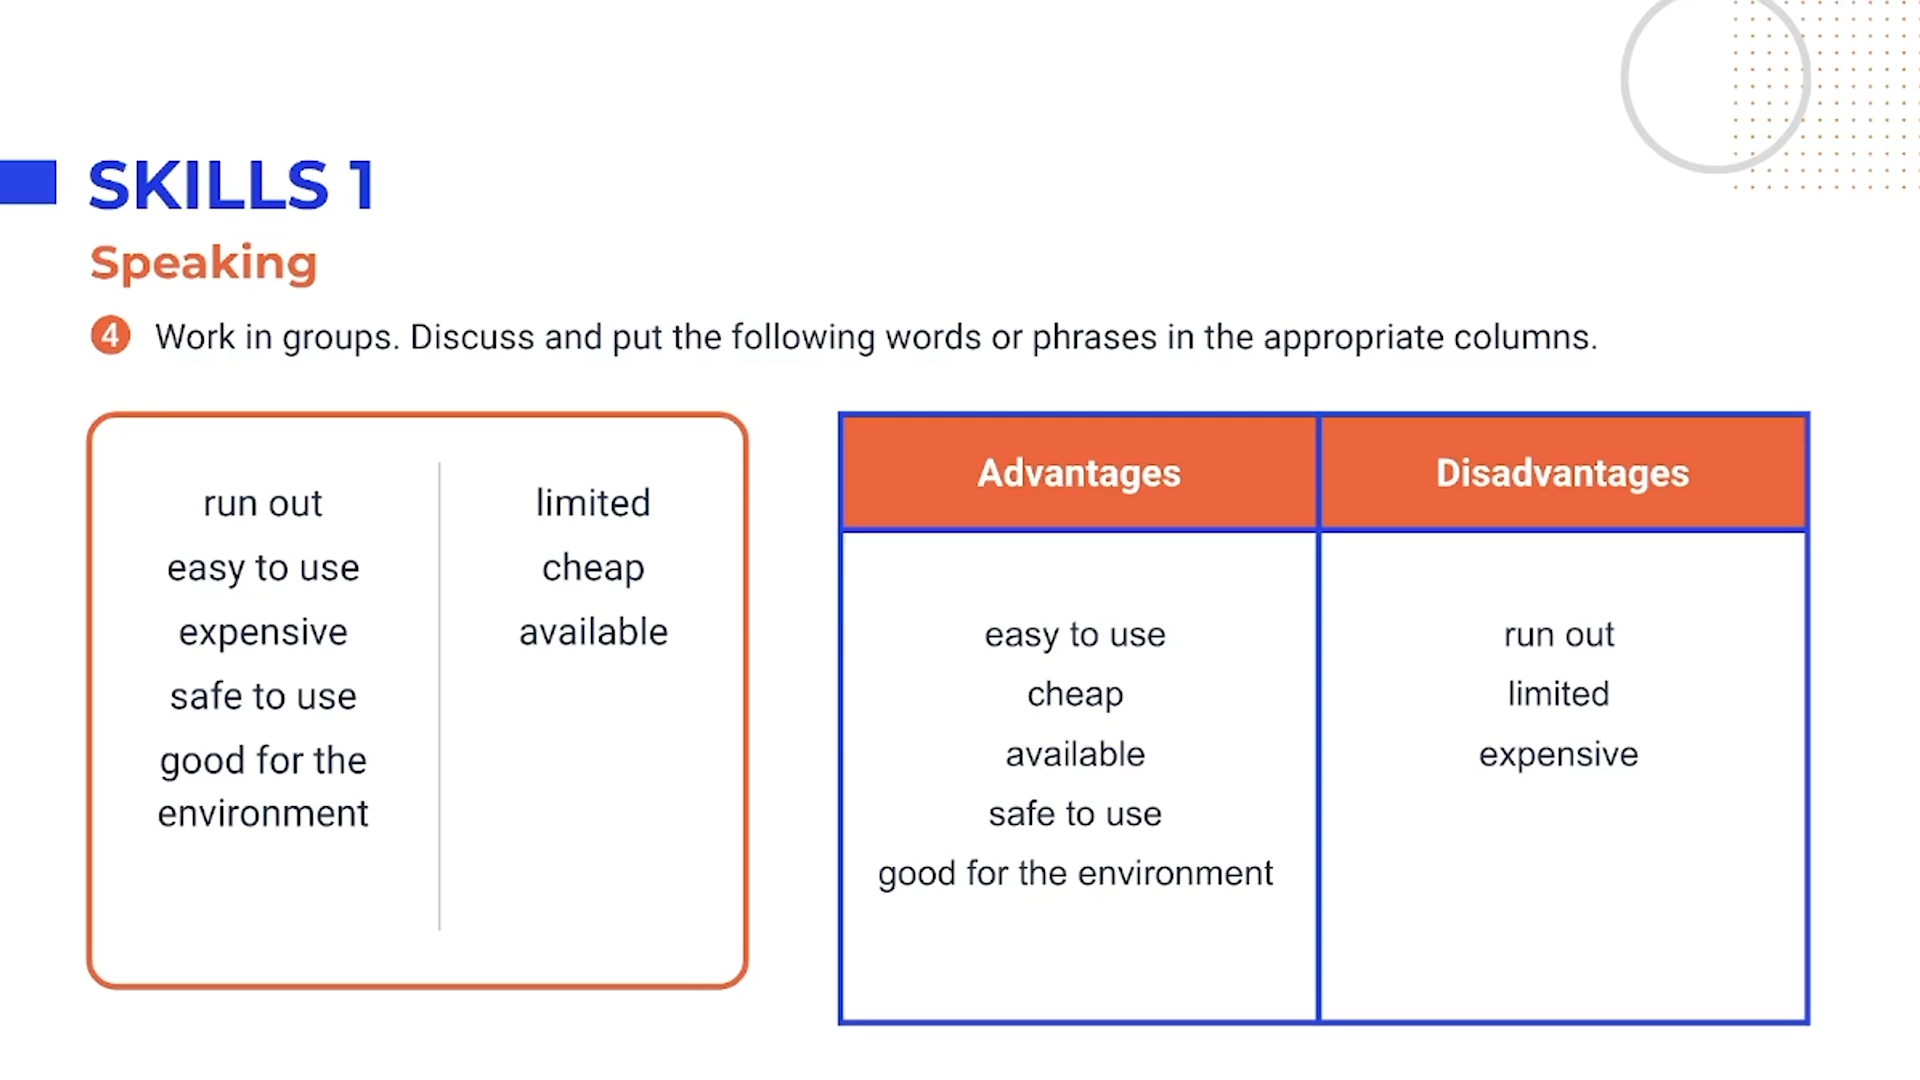 SKILLS 1
Speaking
4 Work in groups. Discuss and put the following words or phrases in the appropriate columns.
run out
easy to use
expensive
safe to use
good for the
environment
limited
cheap
available
Advantages
Disadvantages
easy to use
cheap
available
safe to use
good for the environment
run out
limited
expensive